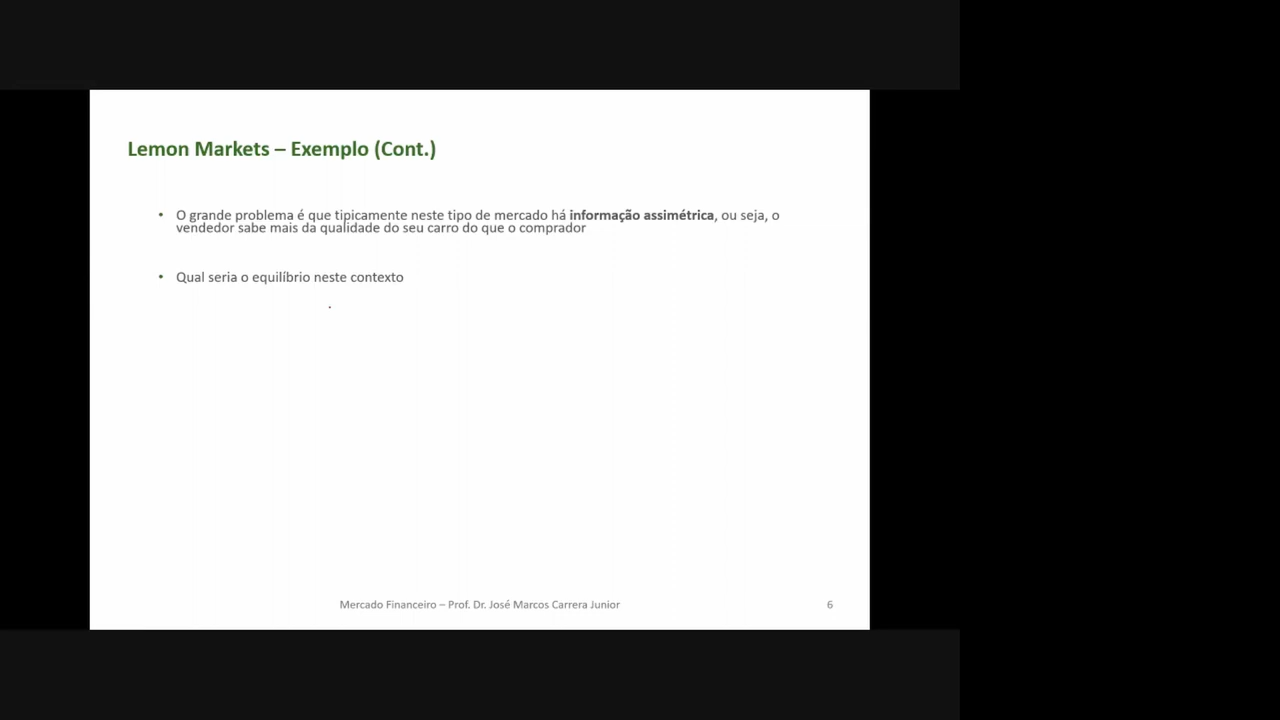 Lemon Markets – Exemplo (Cont.)
• O grande problema é que tipicamente neste tipo de mercado há informação assimétrica, ou seja, o
vendedor sabe mais da qualidade do seu carro do que o comprador
• Qual seria o equilíbrio neste contexto
Mercado Financeiro – Prof. Dr. José Marcos Carrera Junior
6